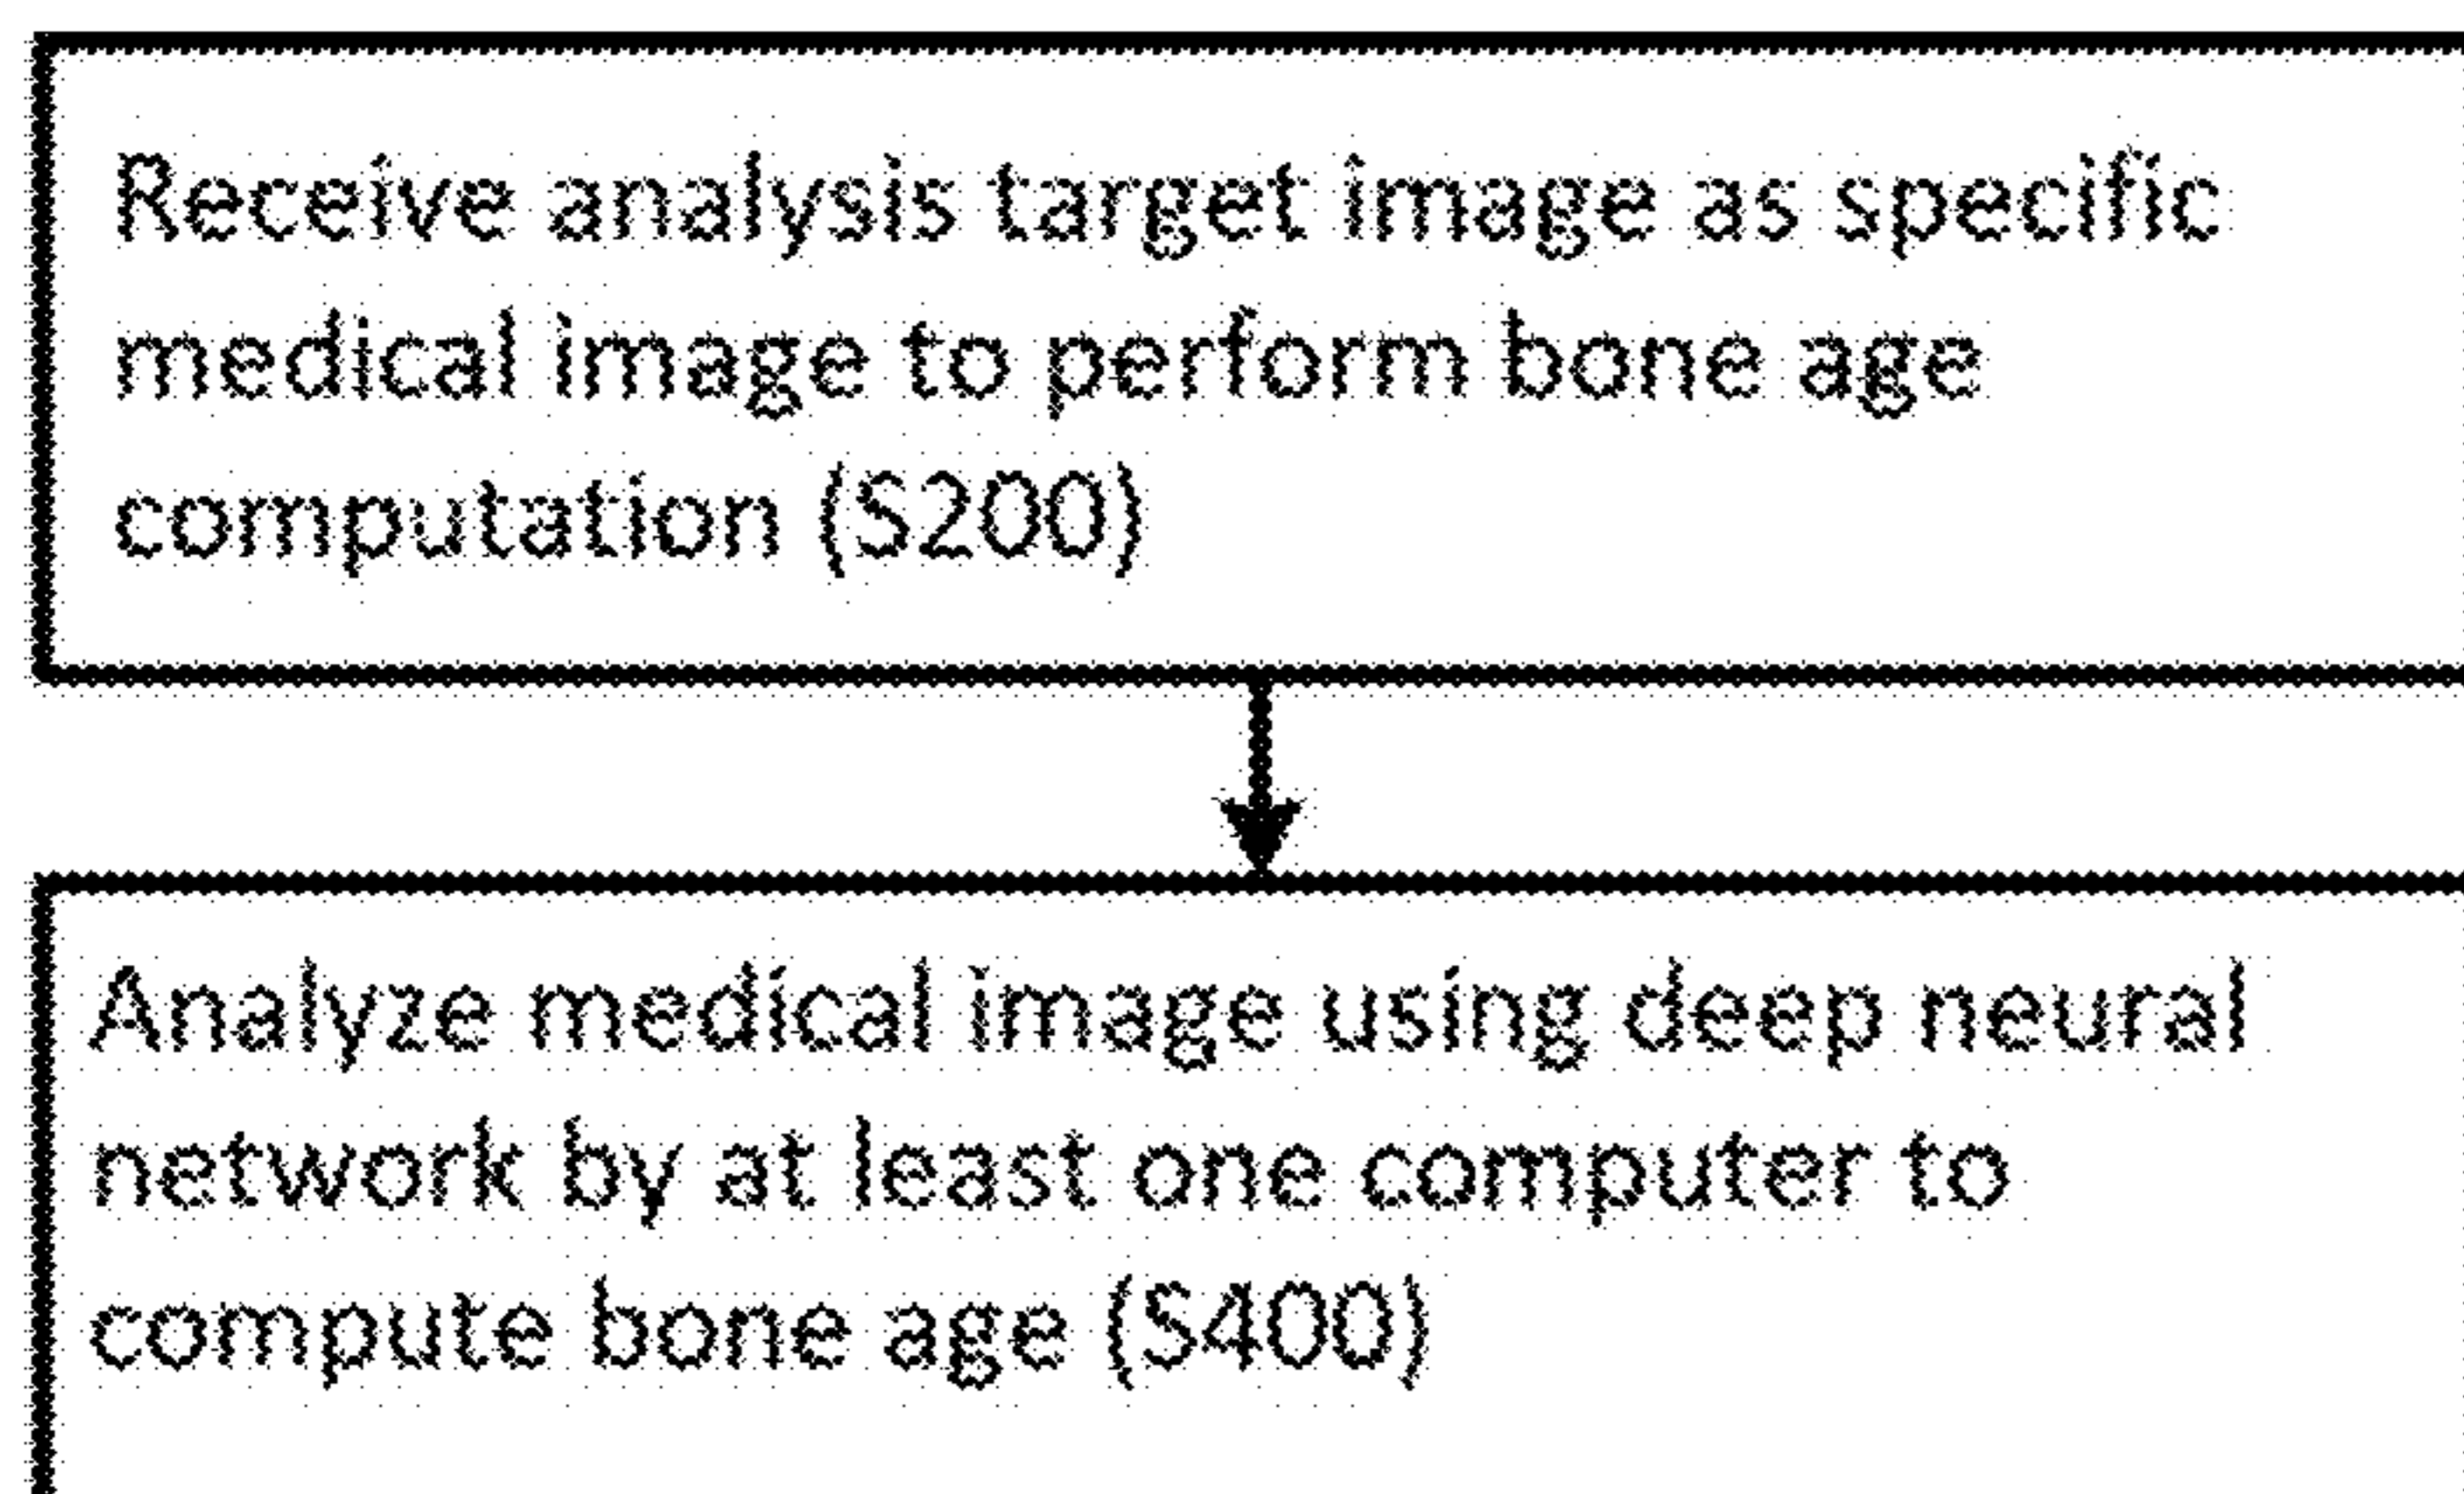 Receive analysis target image as specific
medical image to perform bone age
computation (S200)
Analyze medical image using deep neural
network by at least one computer to
compute bone age (S400)